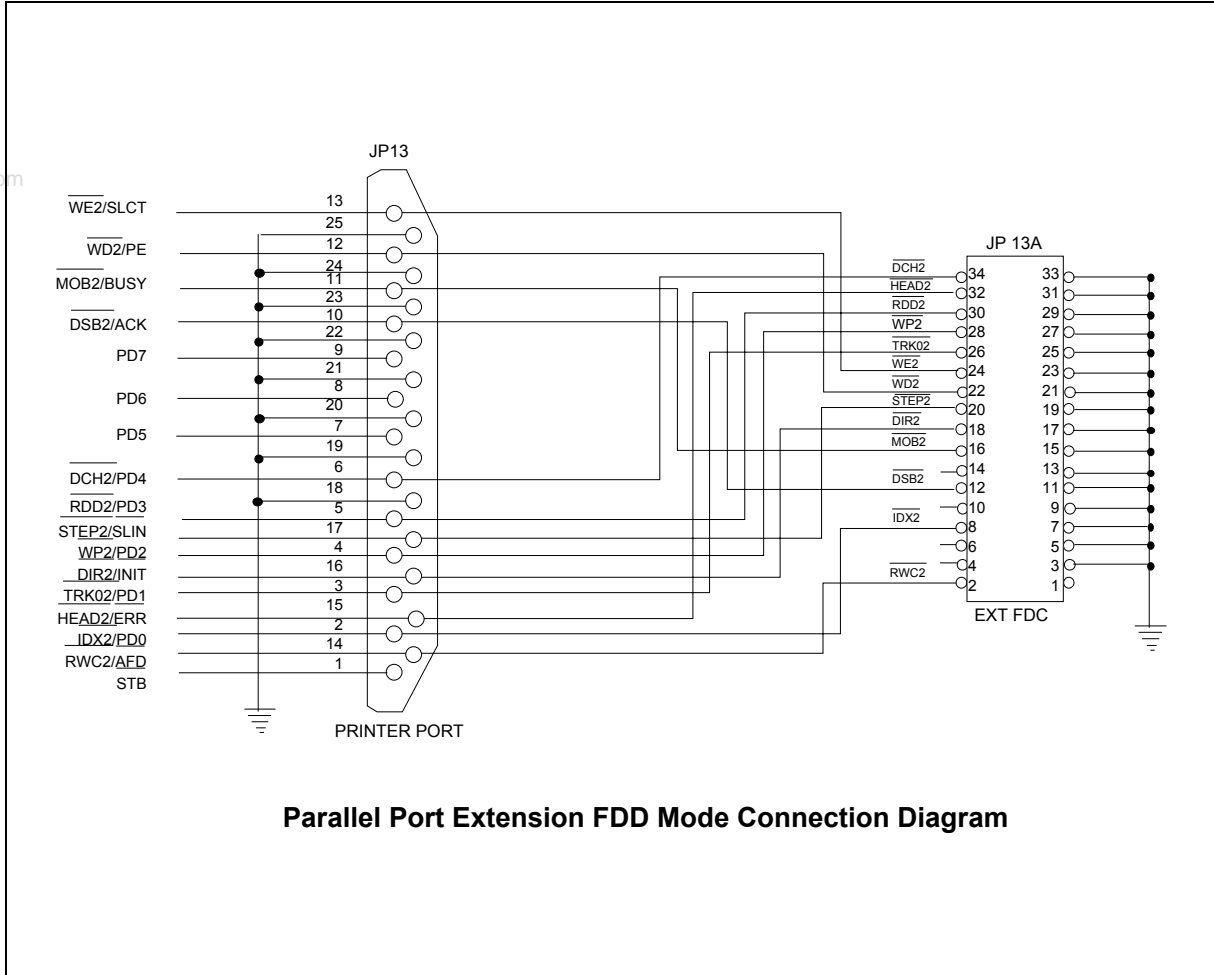 JP13
om
WE2/SLCT
WD2/PE
MOB2/BUSY
DSB2/ACK
PD7
PD6
PD5
DCH2/PD4
RDD2/PD3
STEP2/SLIN
WP2/PD2
DIR2/INIT
TRK02/PD1
HEAD2/ERR
IDX2/PD0
RWC2/AFD
STB
13
25
12
24
11
23
10
22
9
21
8
20
7
19
6
18
5
17
4
16
3
15
2
14
1
PRINTER PORT
JP 13A
DCH2
HEAD2
RDD2
WP2
TRK02
WE2
WD2
STEP2
DIR2
MOB2
DSB2
IDX2
RWC2
34 33
32 31
30 29
28 27
26 25
24 23
22 21
20 19
18 17
16 15
14 13
12 11
10 9
8 7
6 5
4 3
2 1
EXT FDC
Parallel Port Extension FDD Mode Connection Diagram